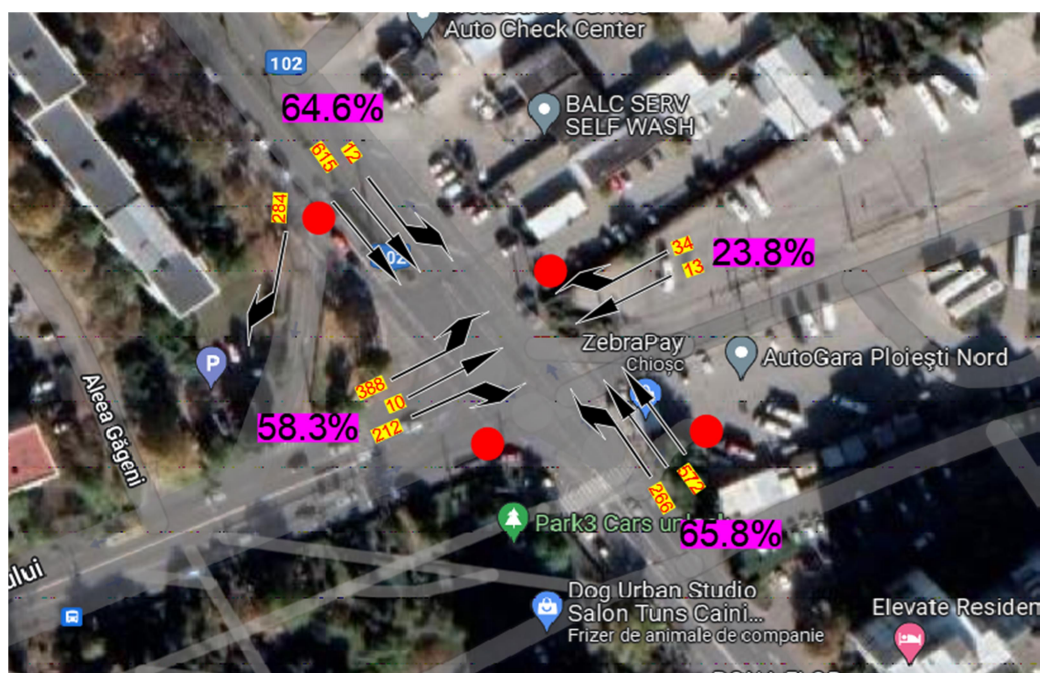 Auto Check Center
102
64.6%
BALC SERV
SELF WASH
615
12
284
34
13
23.8%
ZebraPay
Chioșc
AutoGara Ploiești Nord
P
388
10
212
58.3%
Aleea Găgeni
266
572
65.8%
Park3 Cars
ului
Dog Urban Studio
Salon Tuns Caini...
Frizer de animale de companie
Elevate Residen